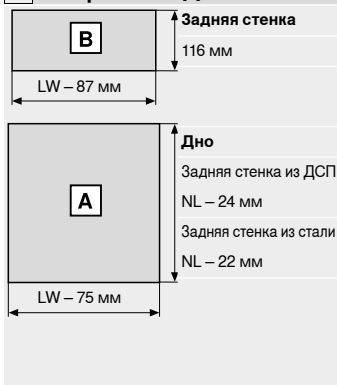 Задняя стенка
B
116 мм
LW – 87 мм
Дно
Задняя стенка из ДСП
A
NL – 24 мм
Задняя стенка из стали
NL – 22 мм
LW – 75 мм